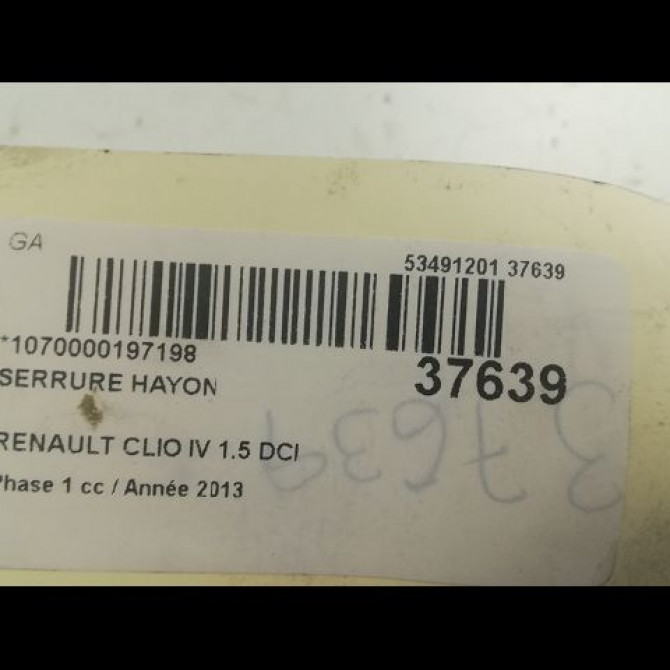 GA
53491201 37639
*1070000197198
37639
SERRURE HAYON
37639
RENAULT CLIO IV 1.5 DCI
Phase 1 cc / Année 2013